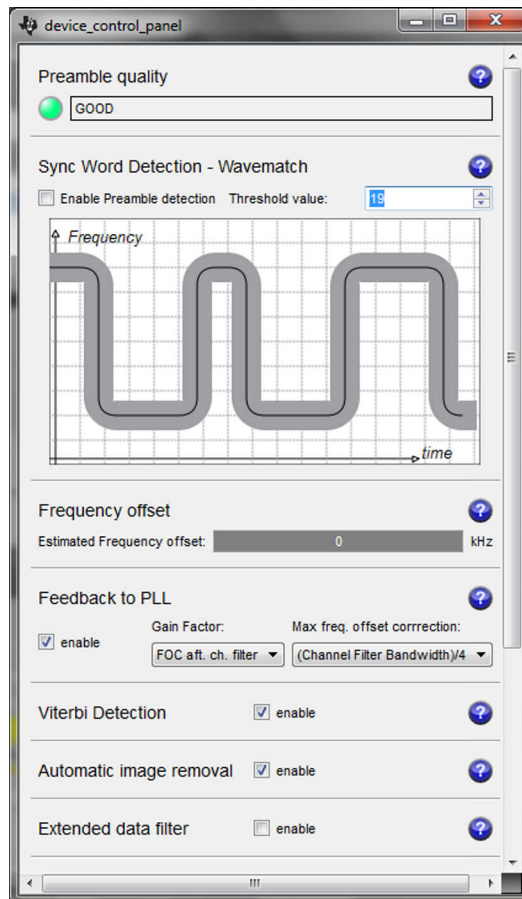 device_control_panel
Preamble quality
GOOD
Sync Word Detection - Wavematch
Enable Preamble detection Threshold value: 19
Frequency
time
Frequency offset
Estimated Frequency offset: 0 kHz
Feedback to PLL
Gain Factor: Max freq. offset corrrection:
enable
FOC aft. ch. filter (Channel Filter Bandwidth)/4
Viterbi Detection enable
Automatic image removal enable
Extended data filter enable